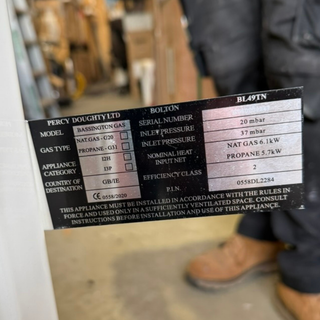 PERCY DOUGHTY LTD BOLTON BL49TN
MODEL BASSINGTON GAS SERIAL NUMBER
GAS TYPE NAT GAS - G20 INLET PRESSURE 20 mbar
PROPANE - G31 INLET PRESSURE 37 mbar
APPLIANCE CATEGORY I2H NOMINAL HEAT INPUT NET NAT GAS 6.1kW
I3P PROPANE 5.7kW
COUNTRY OF DESTINATION GB/IE EFFICIENCY CLASS 2
CE 0558/2020 P.I.N. 0558DL2284
THIS APPLIANCE MUST BE INSTALLED IN ACCORDANCE WITH THE RULES IN
FORCE AND USED ONLY IN A SUFFICIENTLY VENTILATED SPACE. CONSULT
INSTRUCTIONS BEFORE INSTALLATION AND USE OF THIS APPLIANCE.